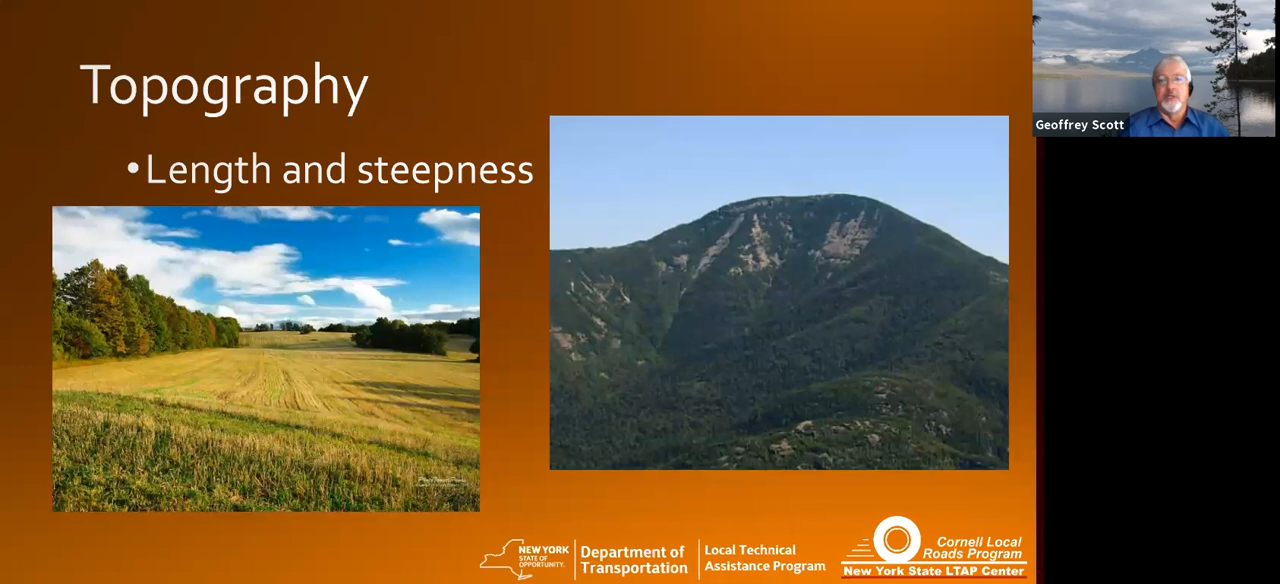 Topography
•Length and steepness
Geoffrey Scott
NEW YORK
STATE OF
OPPORTUNITY.
Department of
Transportation
Local Technical
Assistance Program
Cornell Local
Roads Program
New York State LTAP Center